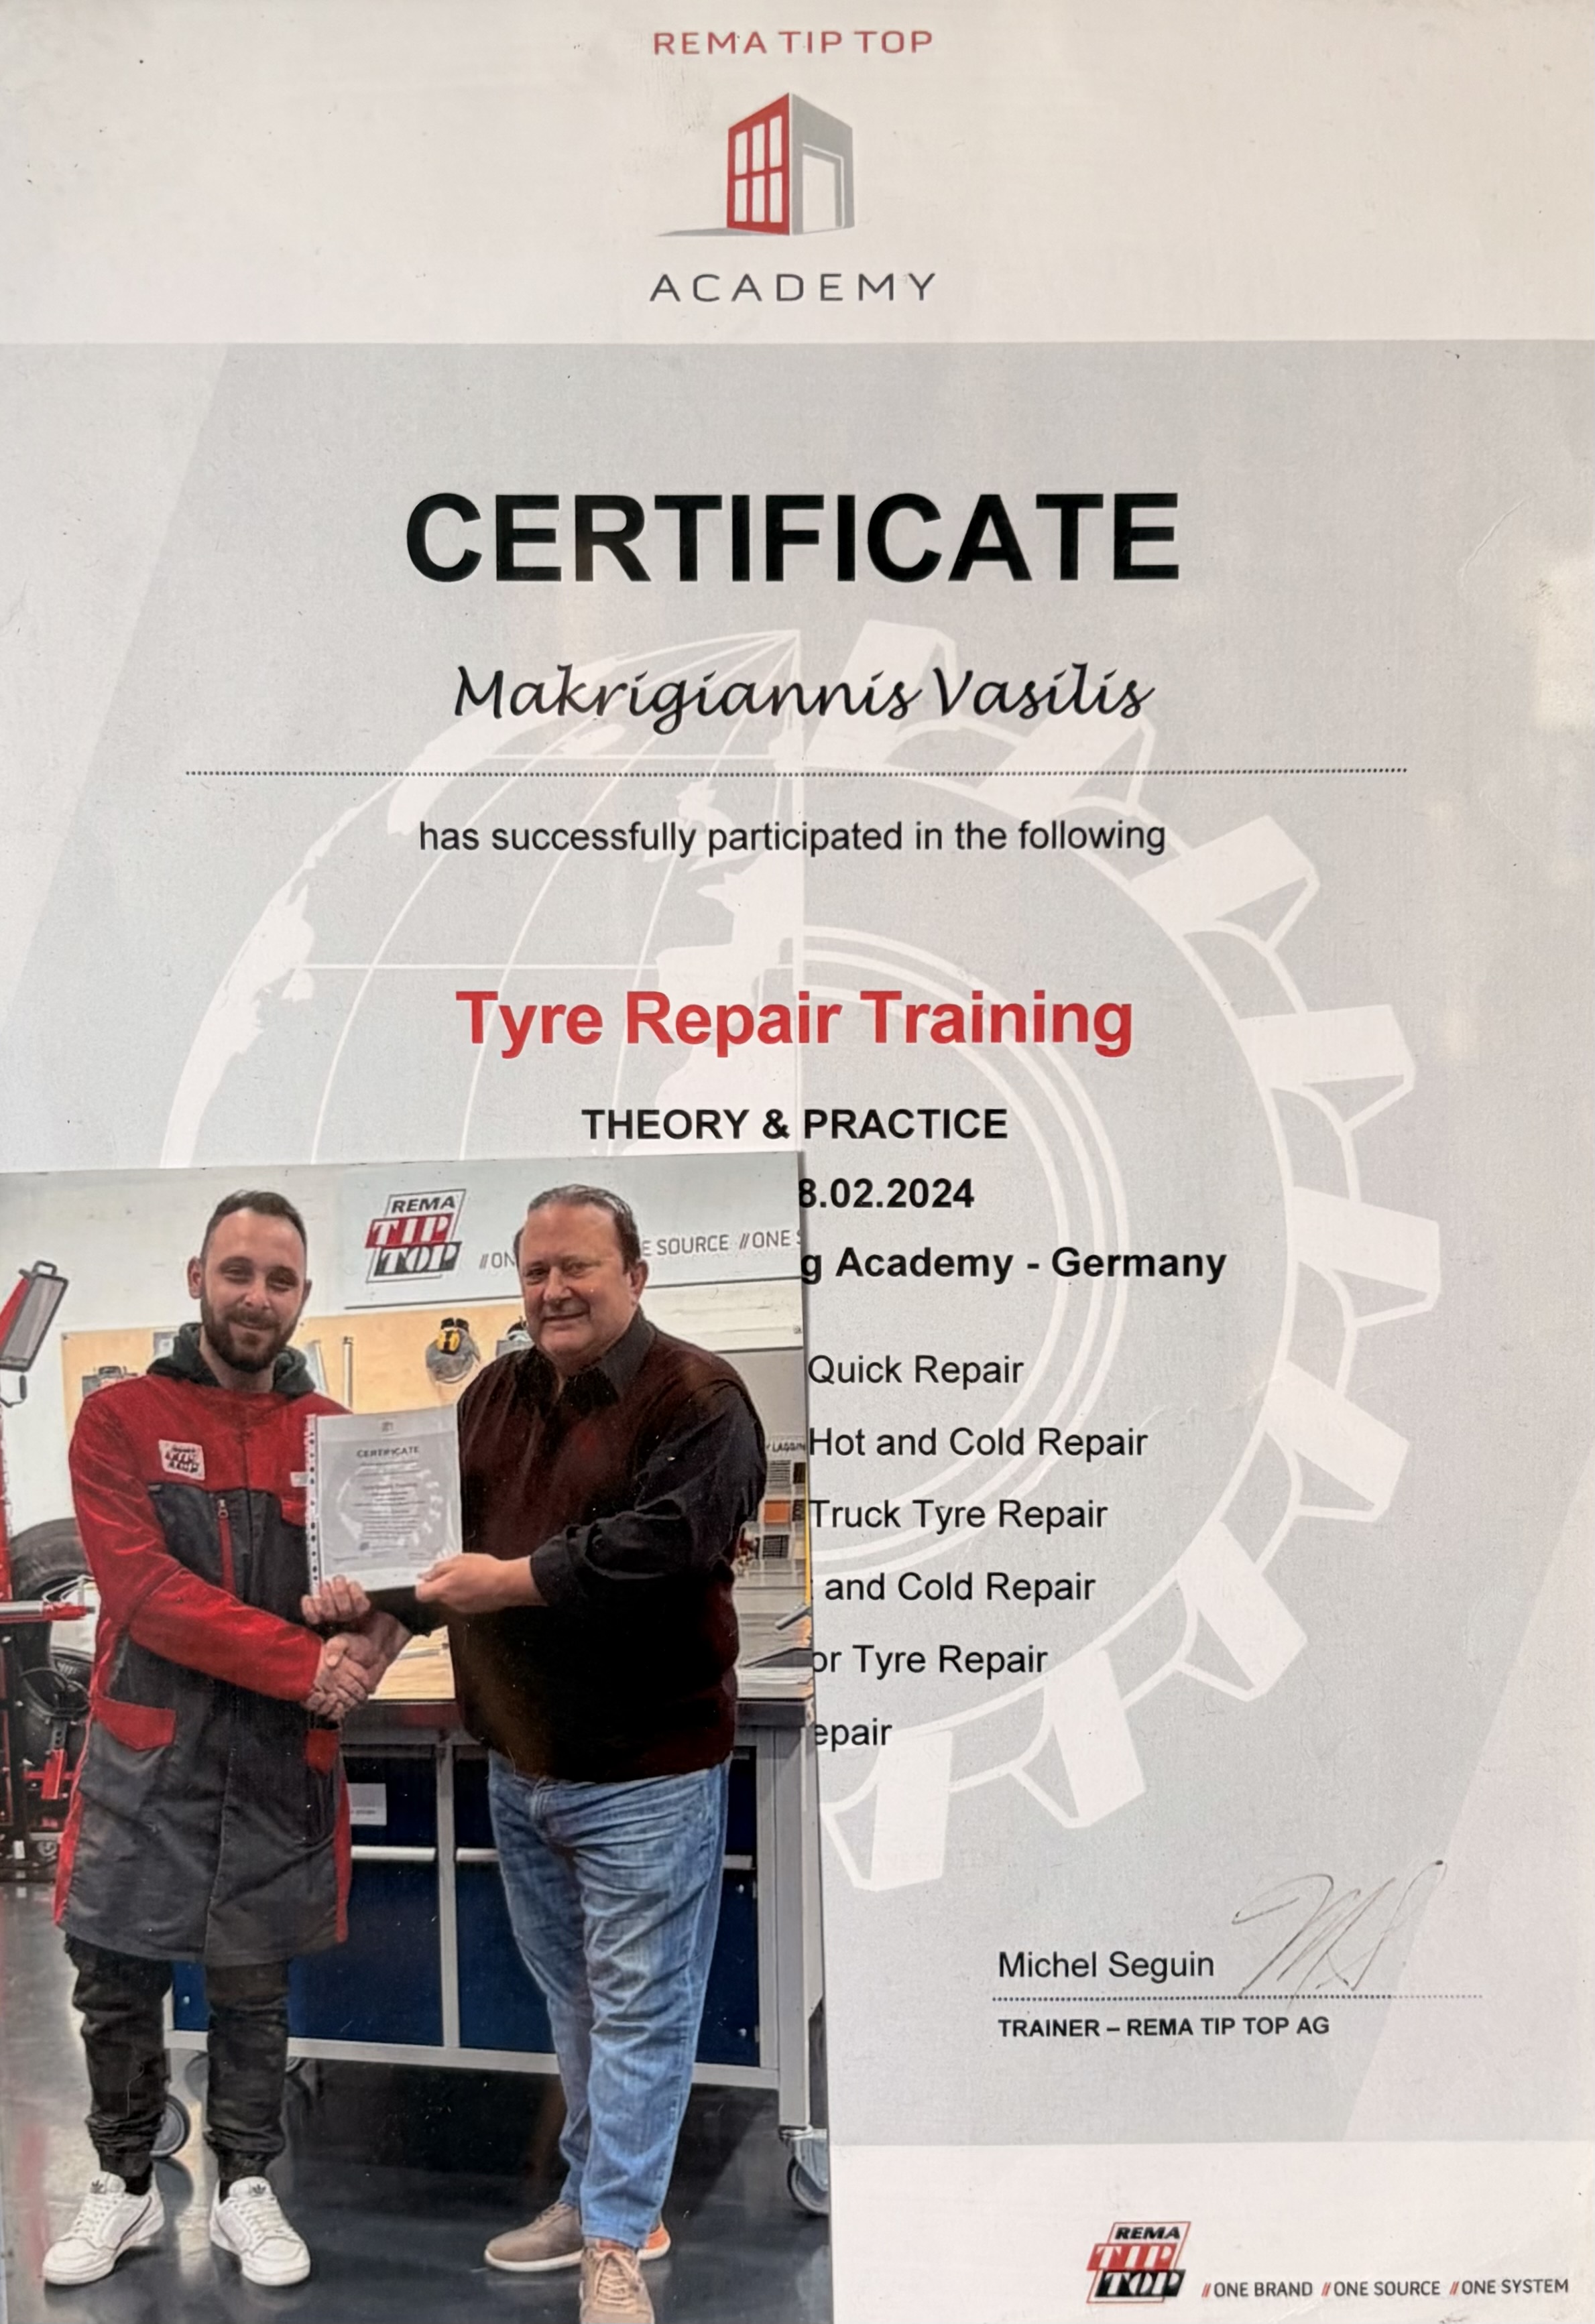 REMA TIP TOP
ACADEMY
CERTIFICATE
Makrigiannis Vasilis
has successfully participated in the following
Tyre Repair Training
THEORY & PRACTICE
8.02.2024
g Academy - Germany
Quick Repair
Hot and Cold Repair
Truck Tyre Repair
and Cold Repair
or Tyre Repair
epair
REMA
TIP
TOP
//ON E SOURCE //ONE S
CERTIFICATE
Michel Seguin
TRAINER – REMA TIP TOP AG
REMA
TIP
TOP
//ONE BRAND //ONE SOURCE //ONE SYSTEM